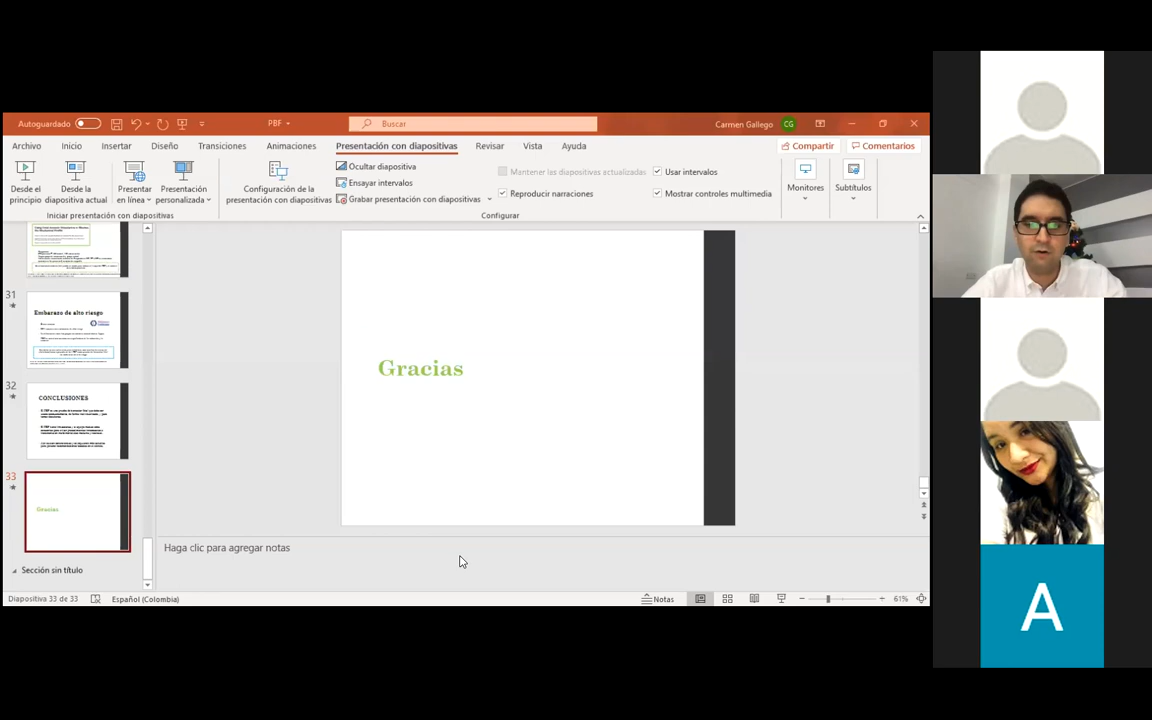 Autoguardado
PBF
Buscar
Carmen Gallego
CG
Archivo Inicio Insertar Diseño Transiciones Animaciones Presentación con diapositivas Revisar Vista Ayuda
Compartir Comentarios
Desde el principio
Desde la diapositiva actual
Presentar en línea
Presentación personalizada
Iniciar presentación con diapositivas
Configuración de la presentación con diapositivas
Ocultar diapositiva
Ensayar intervalos
Grabar presentación con diapositivas
Mantener las diapositivas actualizadas
Reproducir narraciones
Usar intervalos
Mostrar controles multimedia
Configurar
Monitores
Subtítulos
31
Embarazo de alto riesgo
32
CONCLUSIONES
33
Gracias
Sección sin título
Gracias
Haga clic para agregar notas
Diapositiva 33 de 33
Español (Colombia)
Notas
61%
A